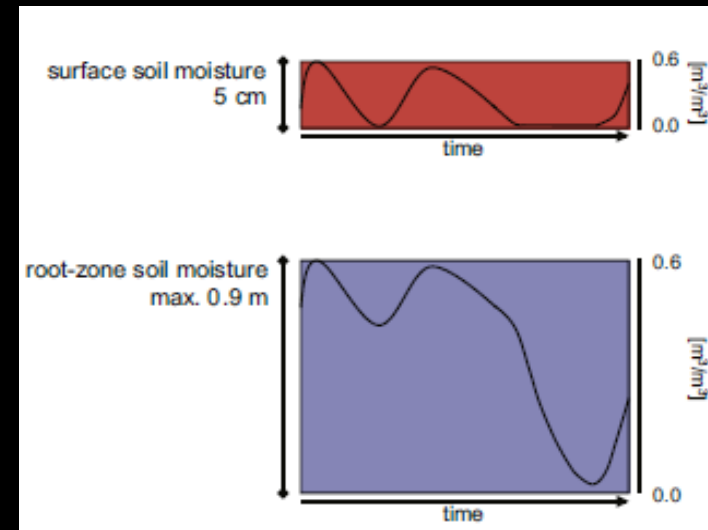 surface soil moisture
5 cm
0.6
[m³/m³]
0.0
time
root-zone soil moisture
max. 0.9 m
0.6
[m³/m³]
0.0
time